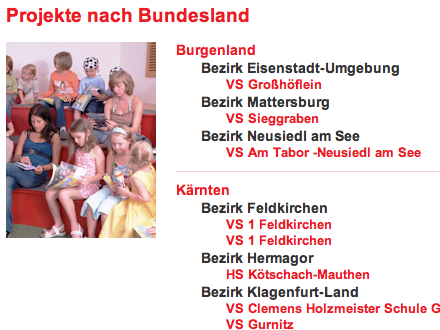 Projekte nach Bundesland
Burgenland
Bezirk Eisenstadt-Umgebung
VS Großhöflein
Bezirk Mattersburg
VS Sieggraben
Bezirk Neusiedl am See
VS Am Tabor -Neusiedl am See
Kärnten
Bezirk Feldkirchen
VS 1 Feldkirchen
VS 1 Feldkirchen
Bezirk Hermagor
HS Kötschach-Mauthen
Bezirk Klagenfurt-Land
VS Clemens Holzmeister Schule G
VS Gurnitz